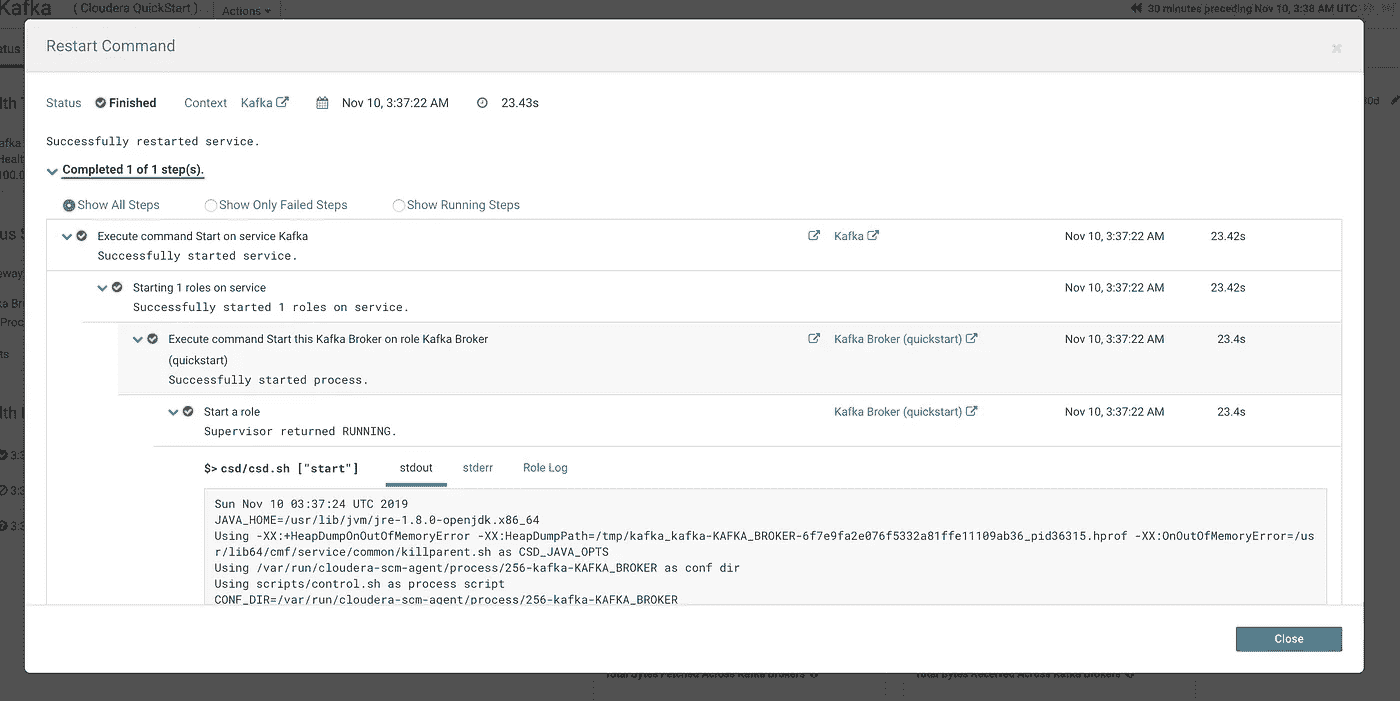 Kafka (Cloudera QuickStart) Actions
30 minutes preceding Nov 10, 3:38 AM UTC
Restart Command
Status Finished Context Kafka Nov 10, 3:37:22 AM 23.43s
Successfully restarted service.
Completed 1 of 1 step(s).
Show All Steps Show Only Failed Steps Show Running Steps
Execute command Start on service Kafka Kafka Nov 10, 3:37:22 AM 23.42s
Successfully started service.
Starting 1 roles on service Nov 10, 3:37:22 AM 23.42s
Successfully started 1 roles on service.
Execute command Start this Kafka Broker on role Kafka Broker Kafka Broker (quickstart) Nov 10, 3:37:22 AM 23.4s
(quickstart)
Successfully started process.
Start a role Kafka Broker (quickstart) Nov 10, 3:37:22 AM 23.4s
Supervisor returned RUNNING.
$> csd/csd.sh ["start"] stdout stderr Role Log
Sun Nov 10 03:37:24 UTC 2019
JAVA_HOME=/usr/lib/jvm/jre-1.8.0-openjdk.x86_64
Using -XX:+HeapDumpOnOutOfMemoryError -XX:HeapDumpPath=/tmp/kafka_kafka-KAFKA_BROKER-6f7e9fa2e076f5332a81ffe11109ab36_pid36315.hprof -XX:OnOutOfMemoryError=/us
r/lib64/cmf/service/common/killparent.sh as CSD_JAVA_OPTS
Using /var/run/cloudera-scm-agent/process/256-kafka-KAFKA_BROKER as conf dir
Using scripts/control.sh as process script
CONF_DIR=/var/run/cloudera-scm-agent/process/256-kafka-KAFKA_BROKER
Close
Total Bytes Fetched Across Kafka Brokers Total Bytes Received Across Kafka Brokers